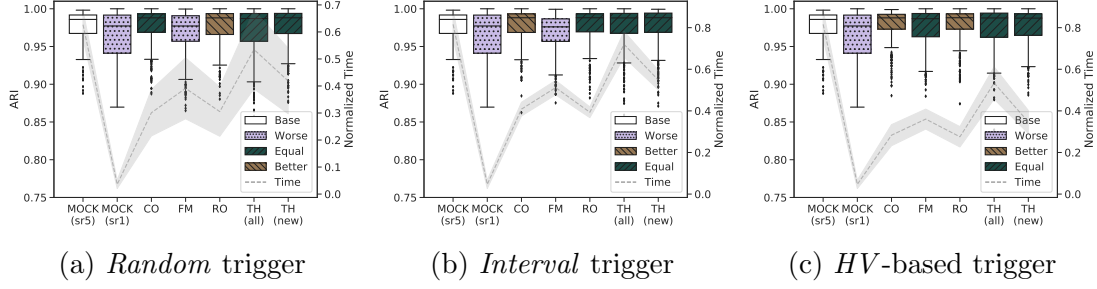 1.00
0.95
0.90
0.85
0.80
0.75
ARI
0.7
0.6
0.5
0.4
0.3
0.2
0.1
0.0
Normalized Time
Base
Worse
Equal
Better
Time
MOCK (sr5)
MOCK (sr1)
CO
FM
RO
TH (all)
TH (new)
(a) Random trigger
1.00
0.95
0.90
0.85
0.80
0.75
ARI
0.8
0.6
0.4
0.2
0.0
Normalized Time
Base
Worse
Better
Equal
Time
MOCK (sr5)
MOCK (sr1)
CO
FM
RO
TH (all)
TH (new)
(b) Interval trigger
1.00
0.95
0.90
0.85
0.80
0.75
ARI
0.8
0.6
0.4
0.2
0.0
Normalized Time
Base
Worse
Better
Equal
Time
MOCK (sr5)
MOCK (sr1)
CO
FM
RO
TH (all)
TH (new)
(c) HV-based trigger